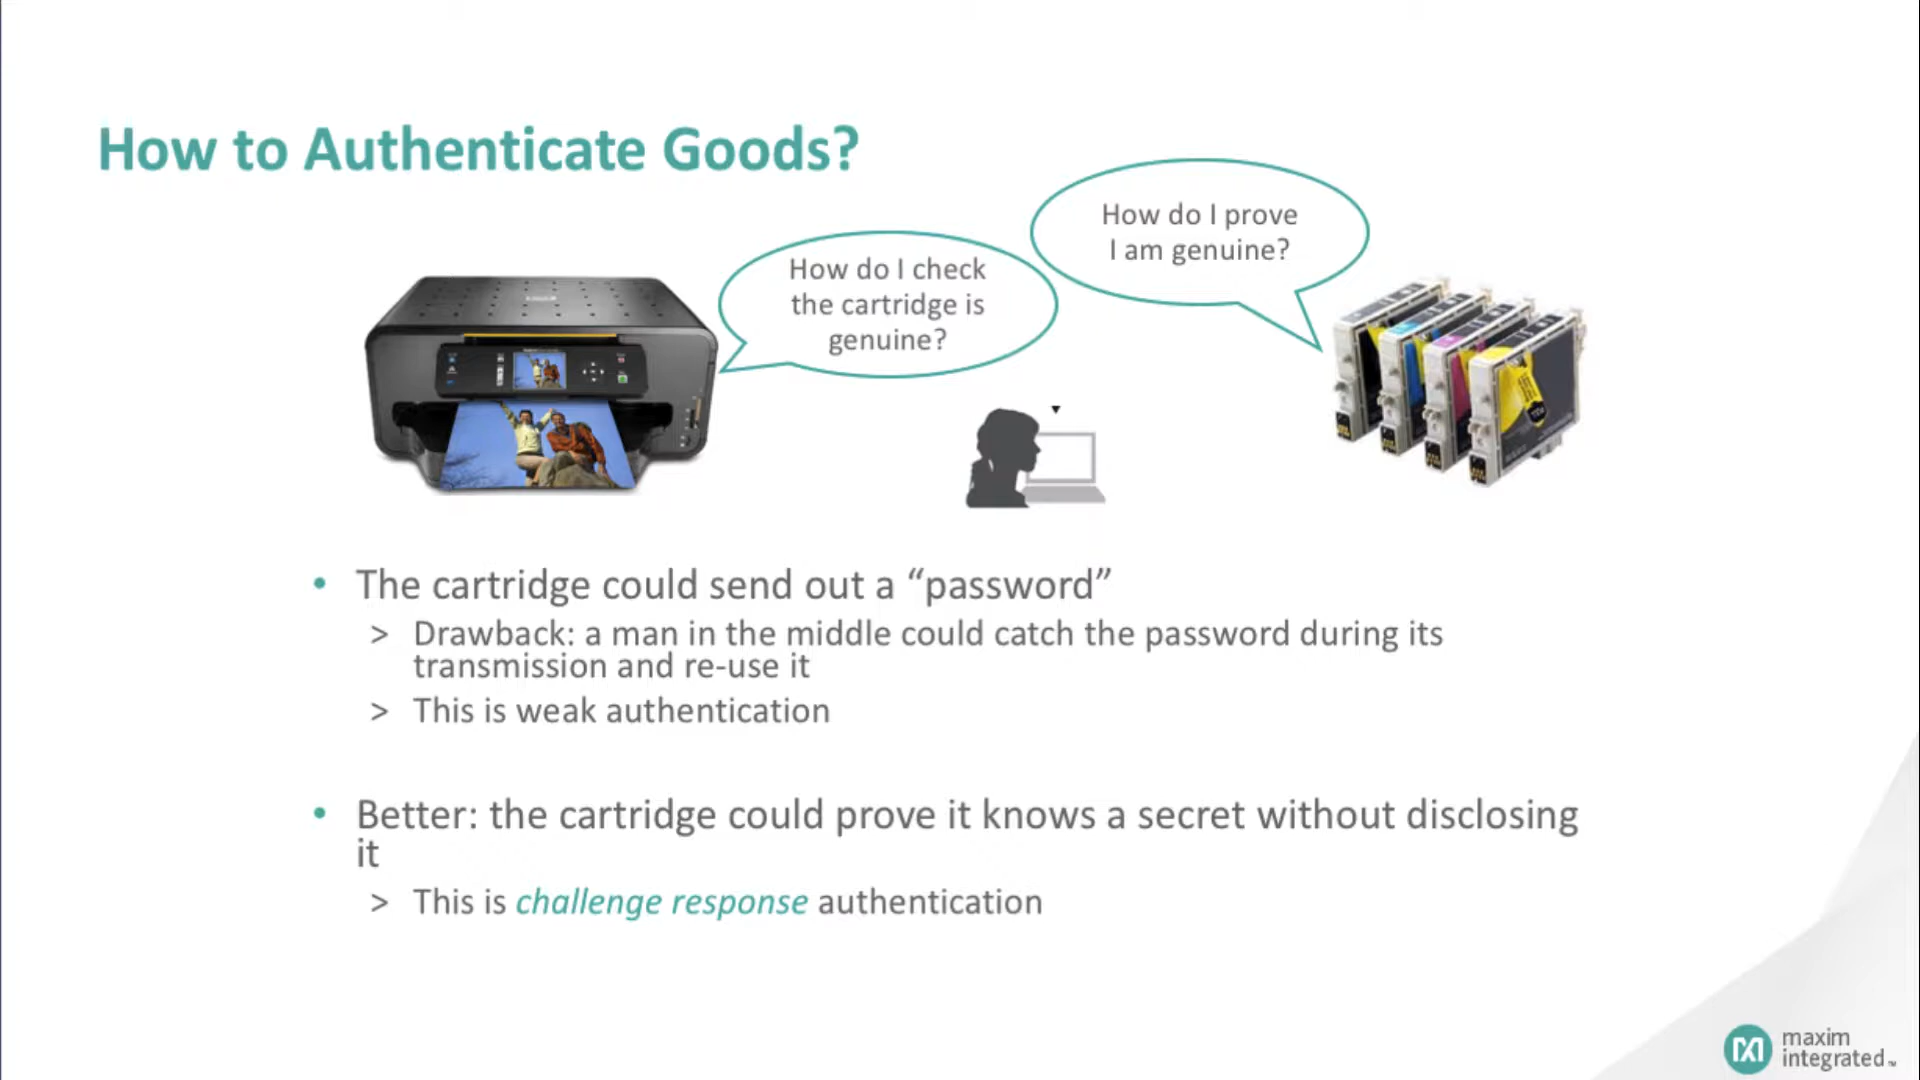 How to Authenticate Goods?
How do I prove
I am genuine?
How do I check
the cartridge is
genuine?
• The cartridge could send out a “password”
> Drawback: a man in the middle could catch the password during its
transmission and re-use it
> This is weak authentication
• Better: the cartridge could prove it knows a secret without disclosing
it
> This is challenge response authentication
maxim
integrated™